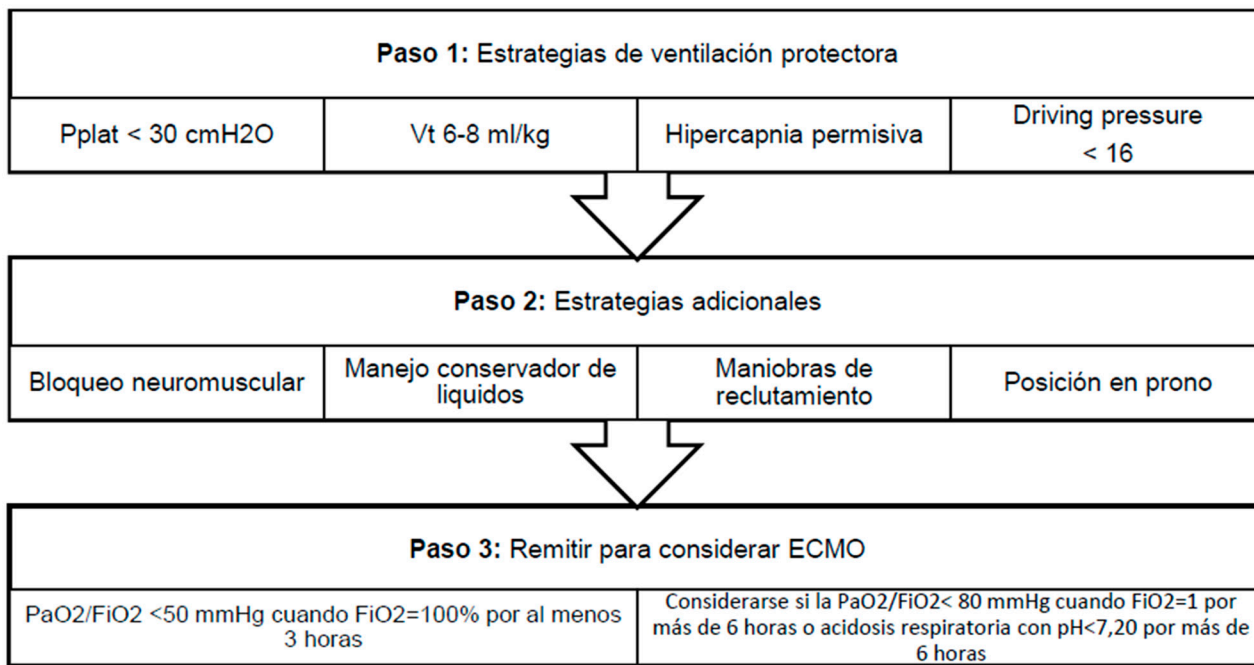 Paso 1: Estrategias de ventilación protectora
Pplat < 30 cmH2O
Vt 6-8 ml/kg
Hipercapnia permisiva
Driving pressure
< 16
Paso 2: Estrategias adicionales
Bloqueo neuromuscular
Manejo conservador de
liquidos
Maniobras de
reclutamiento
Posición en prono
Paso 3: Remitir para considerar ECMO
PaO2/FiO2 <50 mmHg cuando FiO2=100% por al menos
3 horas
Considerarse si la PaO2/FiO2< 80 mmHg cuando FiO2=1 por
más de 6 horas o acidosis respiratoria con pH<7,20 por más de
6 horas